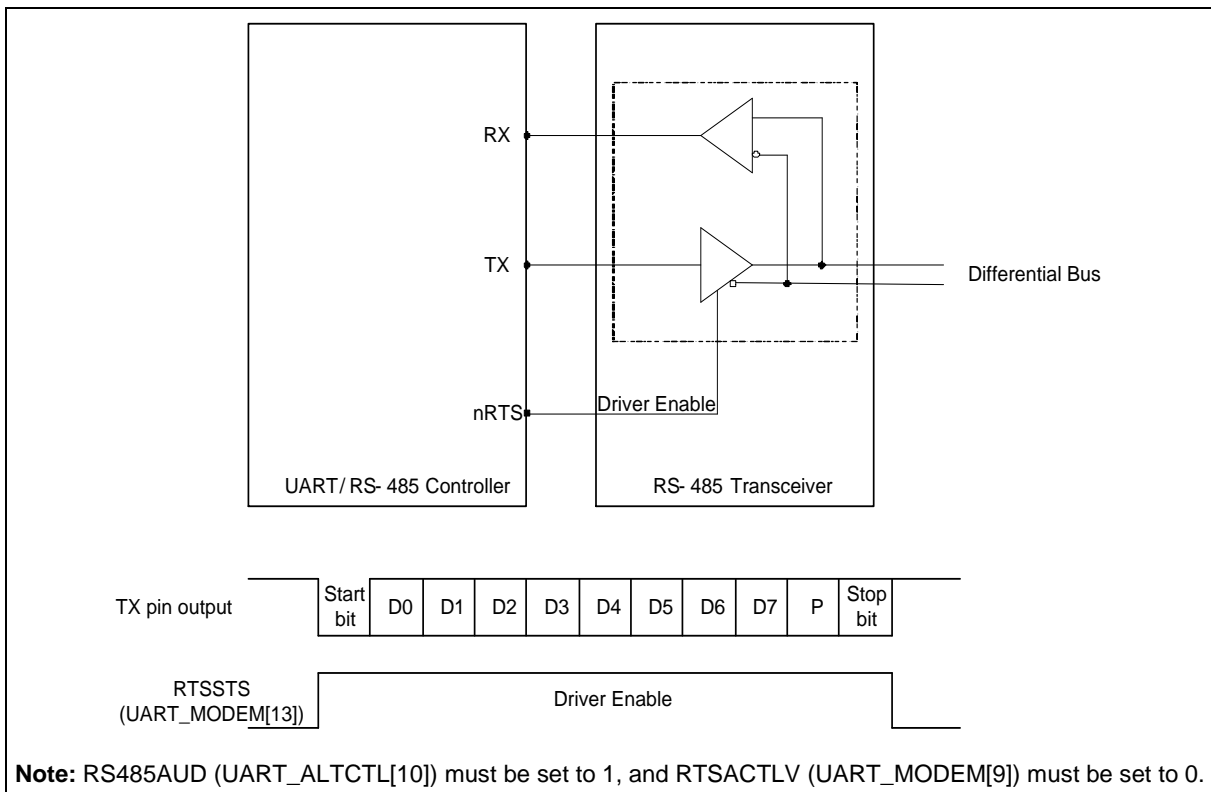 RX
TX
Differential Bus
nRTS
Driver Enable
UART/RS- 485 Controller
RS- 485 Transceiver
TX pin output
Start bit
D0
D1
D2
D3
D4
D5
D6
D7
P
Stop bit
RTSSTS
(UART_MODEM[13])
Driver Enable
Note: RS485AUD (UART_ALTCTL[10]) must be set to 1, and RTSACTLV (UART_MODEM[9]) must be set to 0.